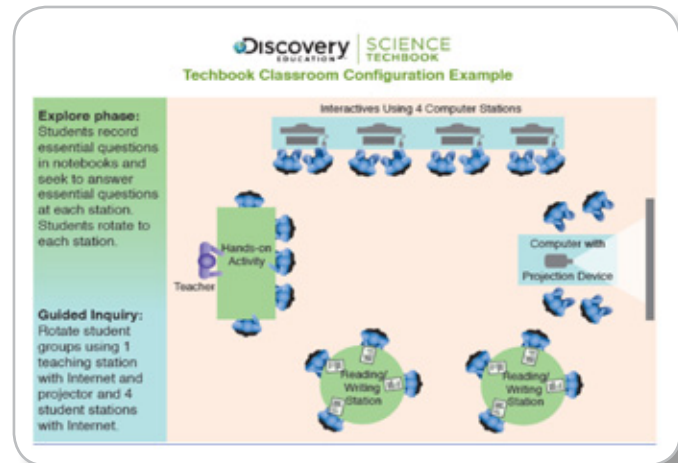 Discovery
EDUCATION
SCIENCE
TECHBOOK
Techbook Classroom Configuration Example
Explore phase:
Students record
essential questions
in notebooks and
seek to answer
essential questions
at each station.
Students rotate to
each station.
Guided Inquiry:
Rotate student
groups using 1
teaching station
with Internet and
projector and 4
student stations
with Internet.
Interactives Using 4 Computer Stations
Hands-on
Activity
Teacher
Computer with
Projection Device
Reading/
Writing
Station
Reading/
Writing
Station